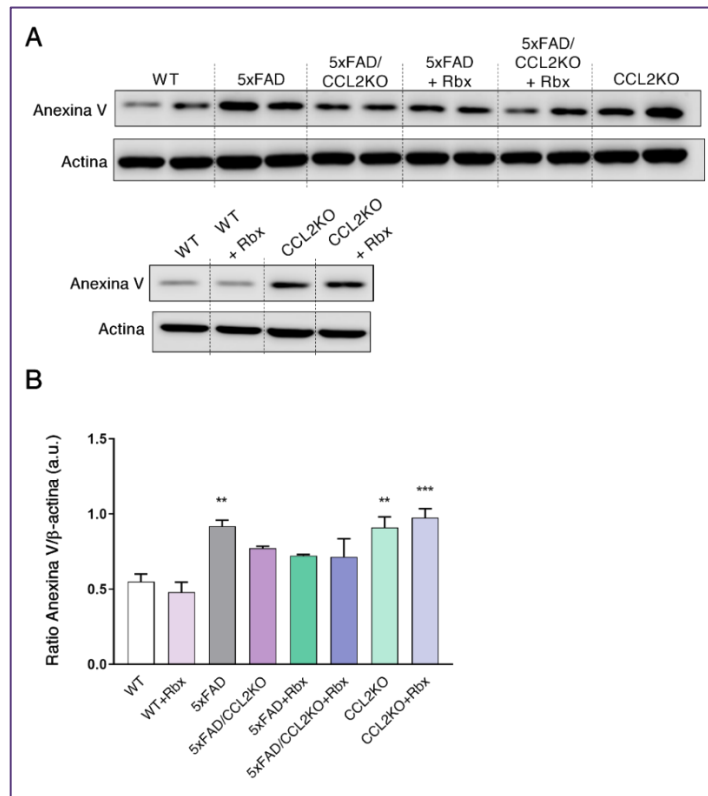 A
WT
5xFAD
5xFAD/
CCL2KO
5xFAD
+ Rbx
5xFAD/
CCL2KO
+ Rbx
CCL2KO
Anexina V
Actina
WT
WT
+ Rbx
CCL2KO
CCL2KO
+ Rbx
Anexina V
Actina
B
Ratio Anexina V/β-actina (a.u.)
1.5
1.0
0.5
0.0
**
**
***
WT
WT+Rbx
5xFAD
5xFAD/CCL2KO
5xFAD+Rbx
5xFAD/CCL2KO+Rbx
CCL2KO
CCL2KO+Rbx